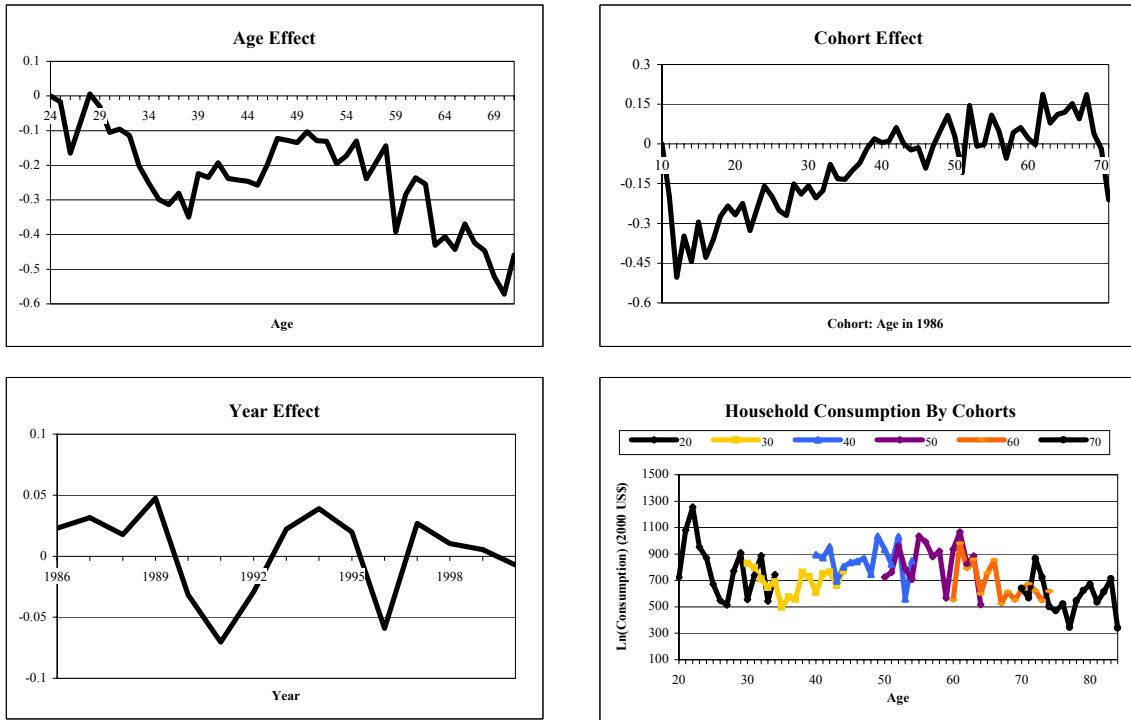 Age Effect
0.1
0
-0.1
-0.2
-0.3
-0.4
-0.5
-0.6
24 29 34 39 44 49 54 59 64 69
Age
Cohort Effect
0.3
0.15
0
-0.15
-0.3
-0.45
-0.6
10 20 30 40 50 60 70
Cohort: Age in 1986
Year Effect
0.1
0.05
0
-0.05
-0.1
1986 1989 1992 1995 1998
Year
Household Consumption By Cohorts
20 30 40 50 60 70
Ln(Consumption) (2000 US$)
1500
1300
1100
900
700
500
300
100
20 30 40 50 60 70 80
Age